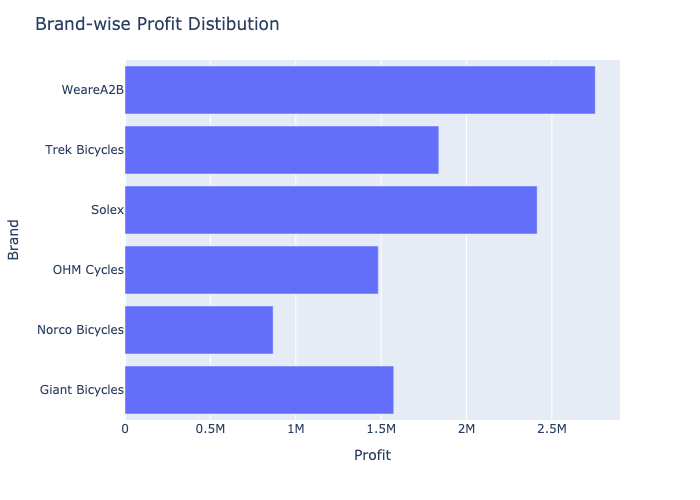 Brand-wise Profit Distibution
WeareA2B
Trek Bicycles
Solex
OHM Cycles
Norco Bicycles
Giant Bicycles
Brand
0 0.5M 1M 1.5M 2M 2.5M
Profit